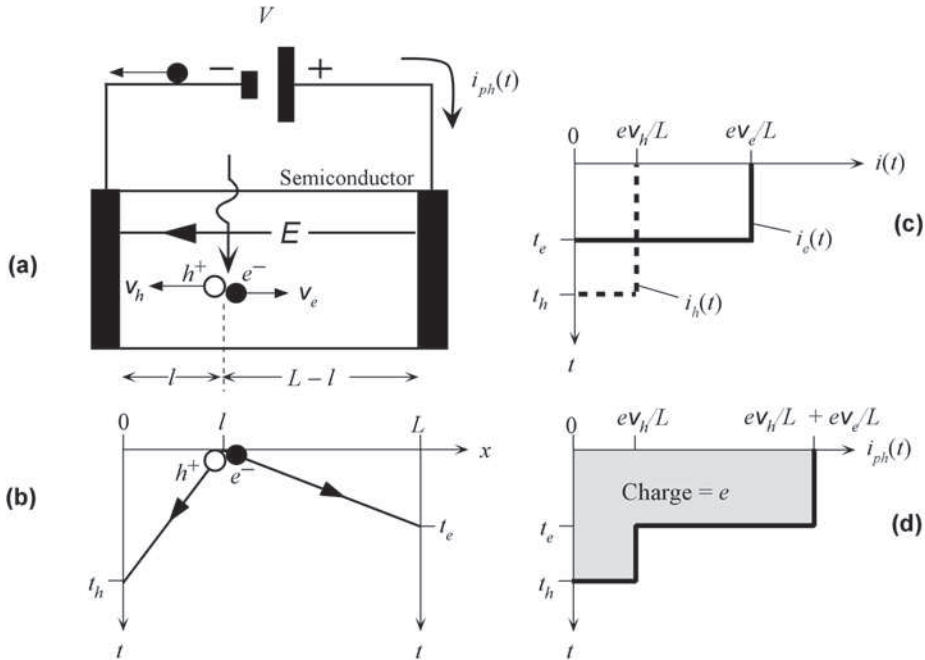 V
− +
i_ph(t)
Semiconductor
E
(a)
h⁺ e⁻
v_h v_e
l L − l
0 l L
x
h⁺ e⁻
(b)
t_e
t_h
t t
0 ev_h/L ev_e/L
i(t)
t_e
i_e(t)
(c)
t_h
i_h(t)
t
ev_h/L ev_h/L + ev_e/L
0
i_ph(t)
Charge = e
t_e
(d)
t_h
t